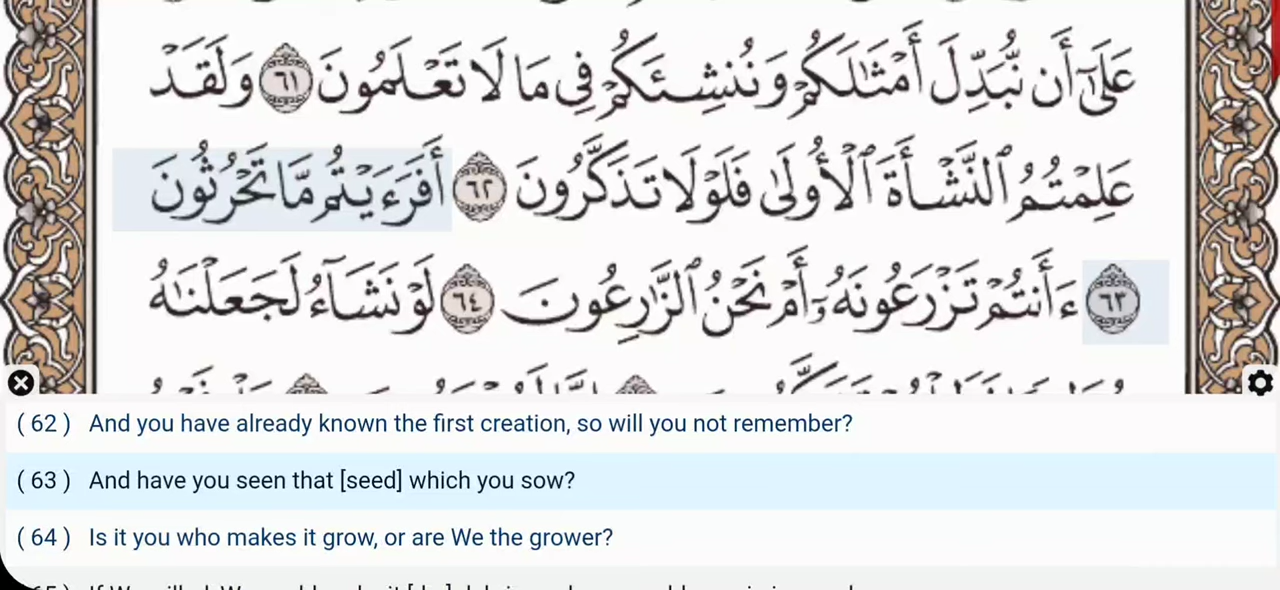 عَلَىٰٓ أَن نُّبَدِّلَ أَمْثَـٰلَكُمْ وَنُنشِئَكُمْ فِى مَا لَا تَعْلَمُونَ ٦١ وَلَقَدْ
عَلِمْتُمُ ٱلنَّشْأَةَ ٱلْأُولَىٰ فَلَوْلَا تَذَكَّرُونَ ٦٢ أَفَرَءَيْتُم مَّا تَحْرُثُونَ
٦٣ ءَأَنتُمْ تَزْرَعُونَهُۥٓ أَمْ نَحْنُ ٱلزَّٰرِعُونَ ٦٤ لَوْ نَشَآءُ لَجَعَلْنَـٰهُ
( 62 ) And you have already known the first creation, so will you not remember?
( 63 ) And have you seen that [seed] which you sow?
( 64 ) Is it you who makes it grow, or are We the grower?